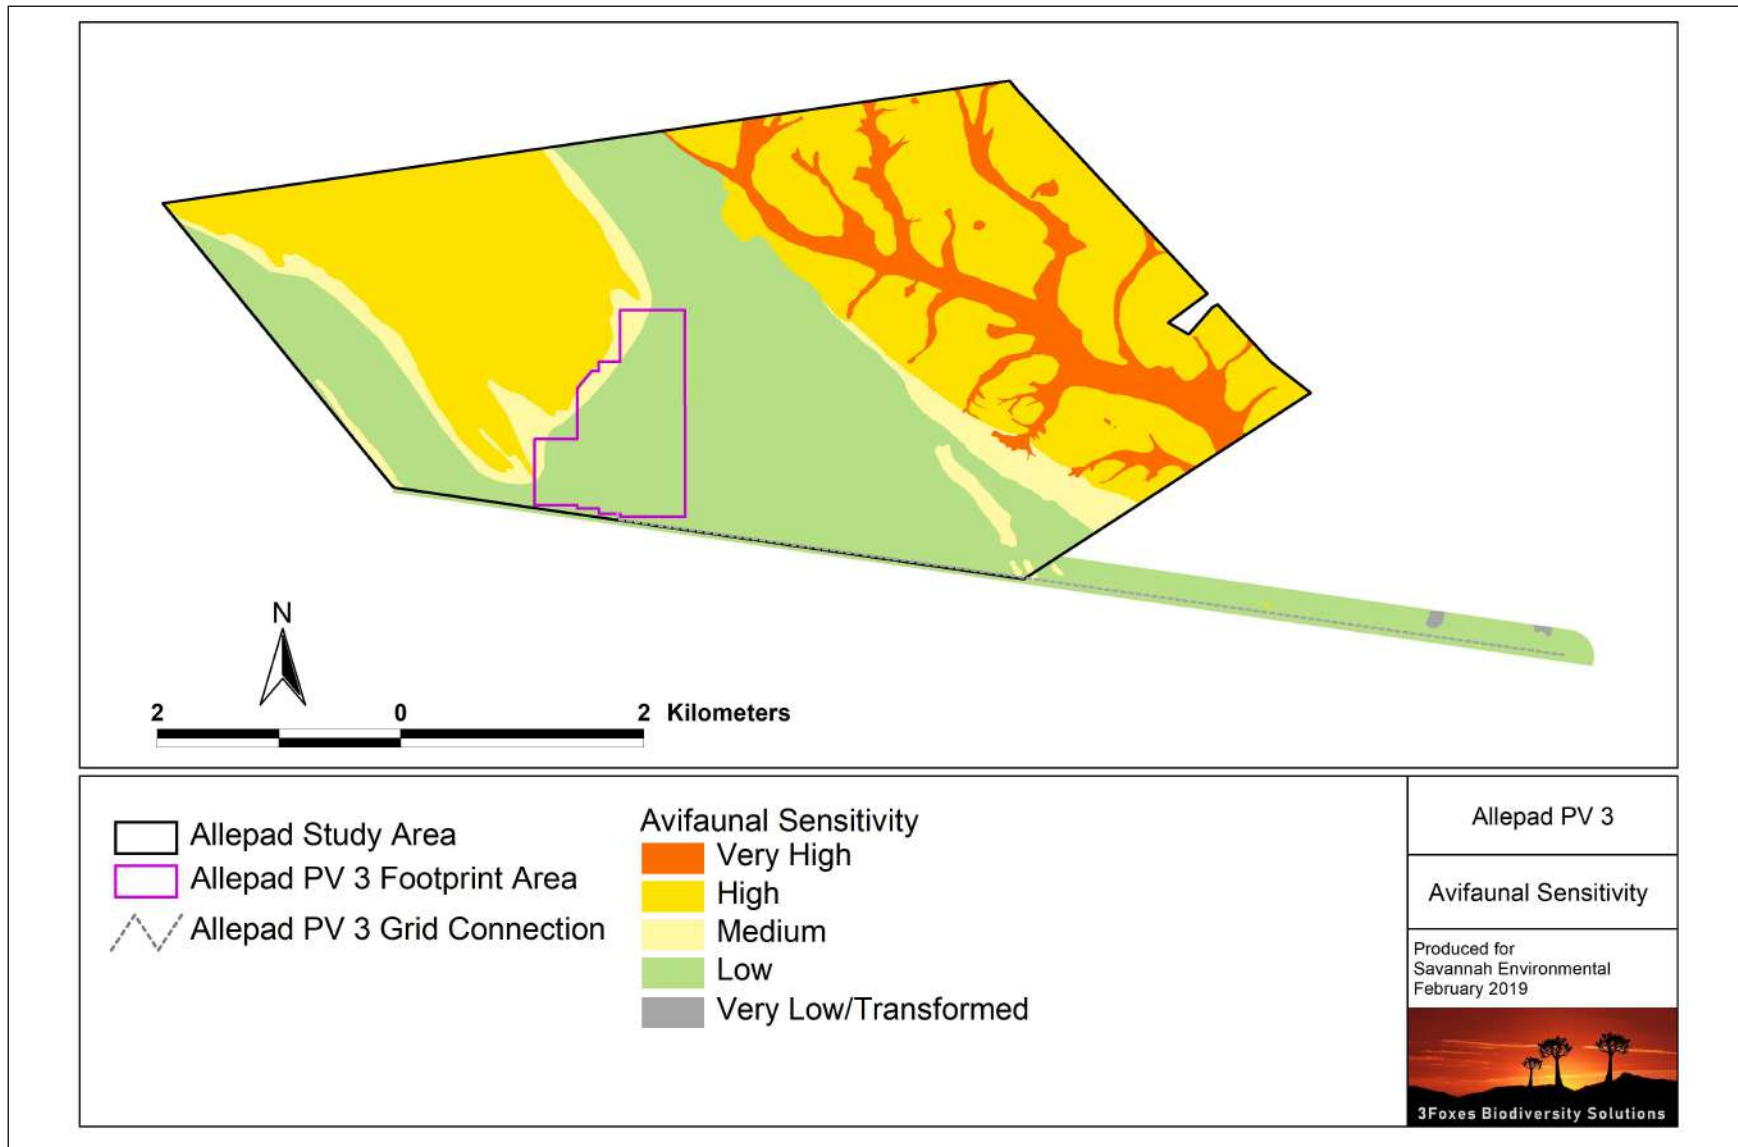 N
2 0 2 Kilometers
Allepad Study Area
Allepad PV 3 Footprint Area
Allepad PV 3 Grid Connection
Avifaunal Sensitivity
Very High
High
Medium
Low
Very Low/Transformed
Allepad PV 3
Avifaunal Sensitivity
Produced for
Savannah Environmental
February 2019
3Foxes Biodiversity Solutions